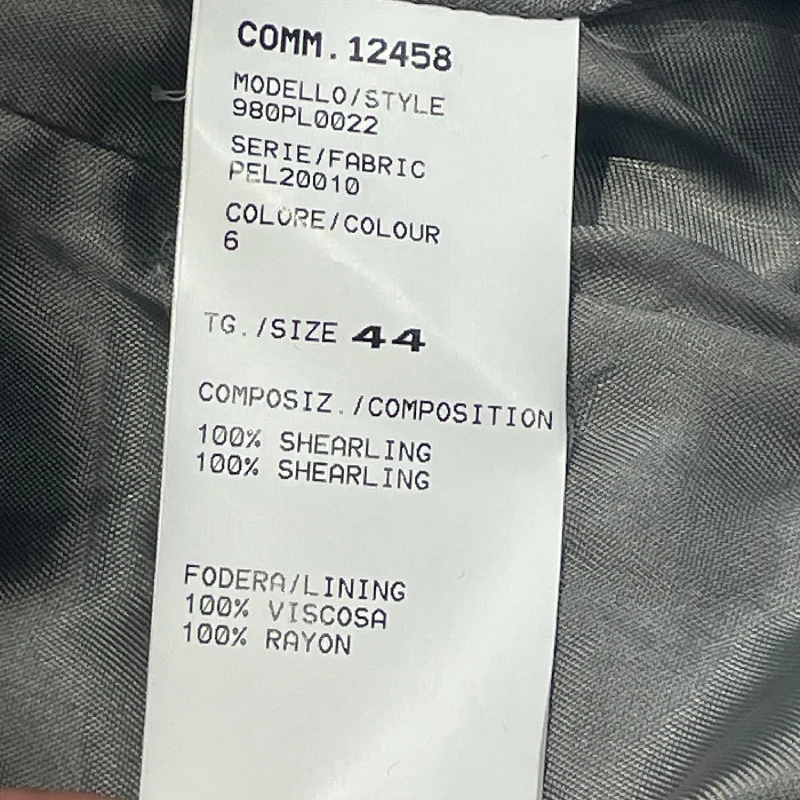 COMM.12458
MODELLO/STYLE
980PL0022
SERIE/FABRIC
PEL20010
COLORE/COLOUR
6
TG./SIZE 44
COMPOSIZ./COMPOSITION
100% SHEARLING
100% SHEARLING
FODERA/LINING
100% VISCOSA
100% RAYON